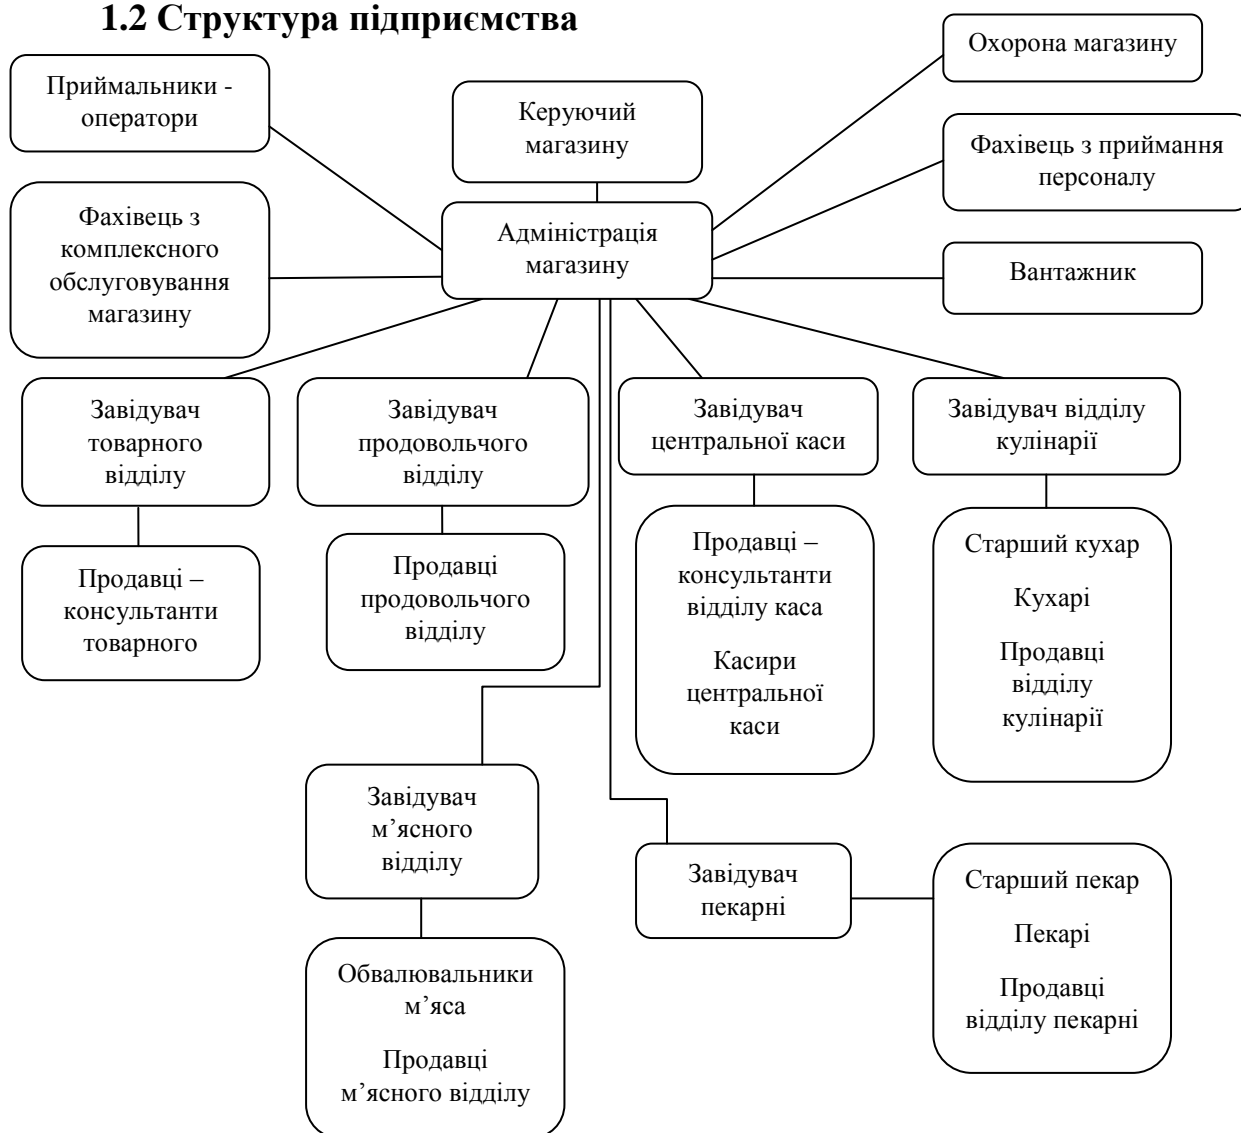 1.2 Структура підприємства
Приймальники -
оператори
Керуючий
магазину
Охорона магазину
Фахівець з приймання
персоналу
Фахівець з
комплексного
обслуговування
магазину
Адміністрація
магазину
Вантажник
Завідувач
товарного
відділу
Завідувач
продовольчого
відділу
Завідувач
центральної каси
Завідувач відділу
кулінарії
Продавці –
консультанти
товарного
Продавці
продовольчого
відділу
Продавці –
консультанти
відділу каса
Касири
центральної
каси
Старший кухар
Кухарі
Продавці
відділу
кулінарії
Завідувач
м’ясного
відділу
Завідувач
пекарні
Старший пекар
Пекарі
Продавці
відділу пекарні
Обвалювальники
м’яса
Продавці
м’ясного відділу